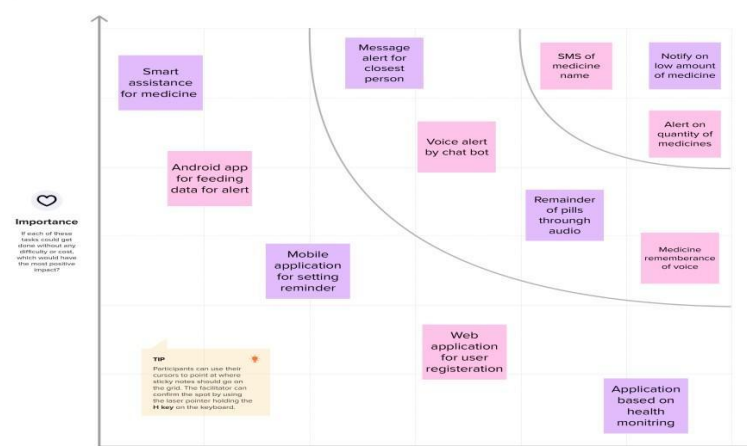 Smart
assistance
for medicine
Message
alert for
closest
person
SMS of
medicine
name
Notify on
low amount
of medicine
Alert on
quantity of
medicines
Voice alert
by chat bot
Android app
for feeding
data for alert
Remainder
of pills
through
audio
Medicine
rememberance
of voice
Mobile
application
for setting
reminder
Importance
If each of these
tasks could get
done without any
difficulty or cost,
which would have
the most positive
impact?
Web
application
for user
registeration
Application
based on
health
monitring
TIP
Participants can use their
cursors to point at where
sticky notes should go on
the grid. The facilitator can
confirm the spot by using
the laser pointer holding the
H key on the keyboard.